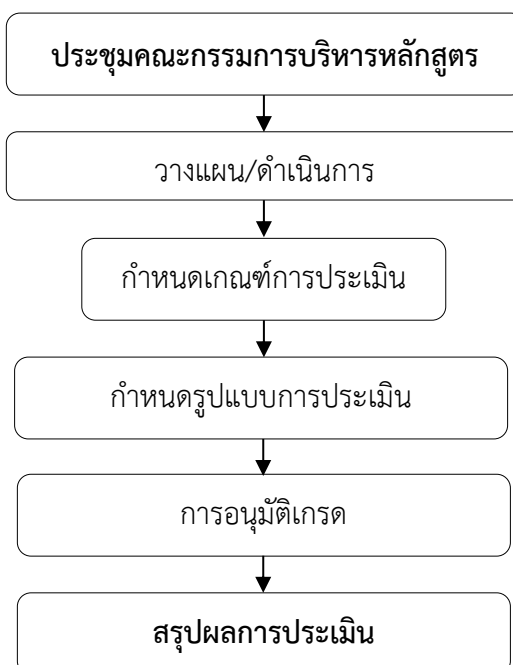 ประชุมคณะกรรมการบริหารหลักสูตร
วางแผน/ดำเนินการ
กำหนดเกณฑ์การประเมิน
กำหนดรูปแบบการประเมิน
การอนุมัติเกรด
สรุปผลการประเมิน